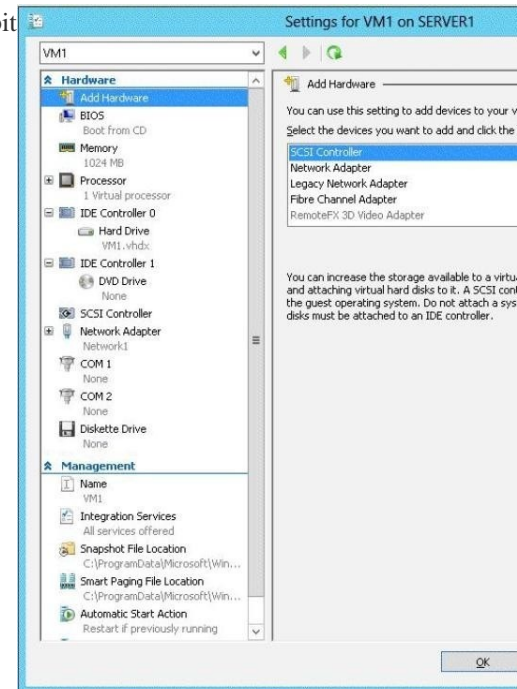 bit
Settings for VM1 on SERVER1
VM1
Hardware
Add Hardware
BIOS
Boot from CD
Memory
1024 MB
Processor
1 Virtual processor
IDE Controller 0
Hard Drive
VM1.vhdx
IDE Controller 1
DVD Drive
None
SCSI Controller
Network Adapter
Network1
COM 1
None
COM 2
None
Diskette Drive
None
Management
Name
VM1
Integration Services
All services offered
Snapshot File Location
C:\ProgramData\Microsoft\Win...
Smart Paging File Location
C:\ProgramData\Microsoft\Win...
Automatic Start Action
Restart if previously running
Add Hardware
You can use this setting to add devices to your v
Select the devices you want to add and click the
SCSI Controller
Network Adapter
Legacy Network Adapter
Fibre Channel Adapter
RemoteFX 3D Video Adapter
You can increase the storage available to a virtu
and attaching virtual hard disks to it. A SCSI cont
the guest operating system. Do not attach a sys
disks must be attached to an IDE controller.
OK